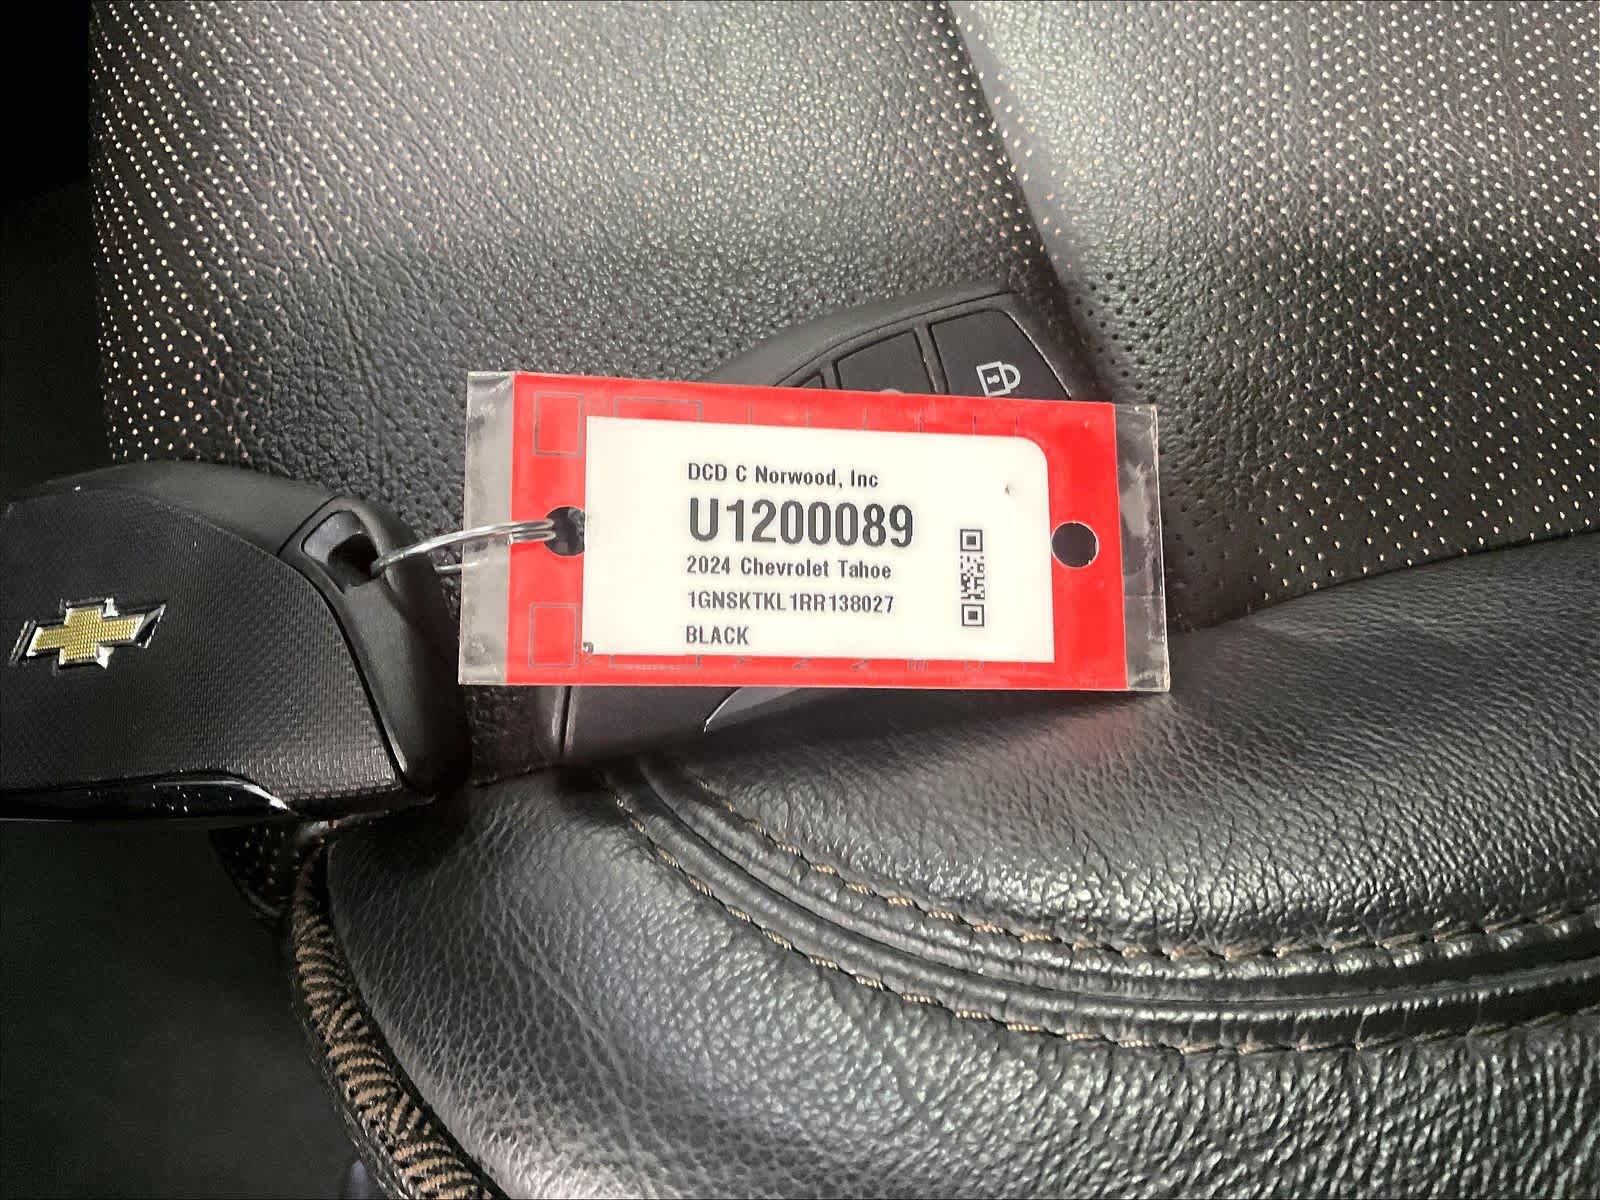 DCD C Norwood, Inc
U1200089
2024 Chevrolet Tahoe
1GNSKTKL1RR138027
BLACK